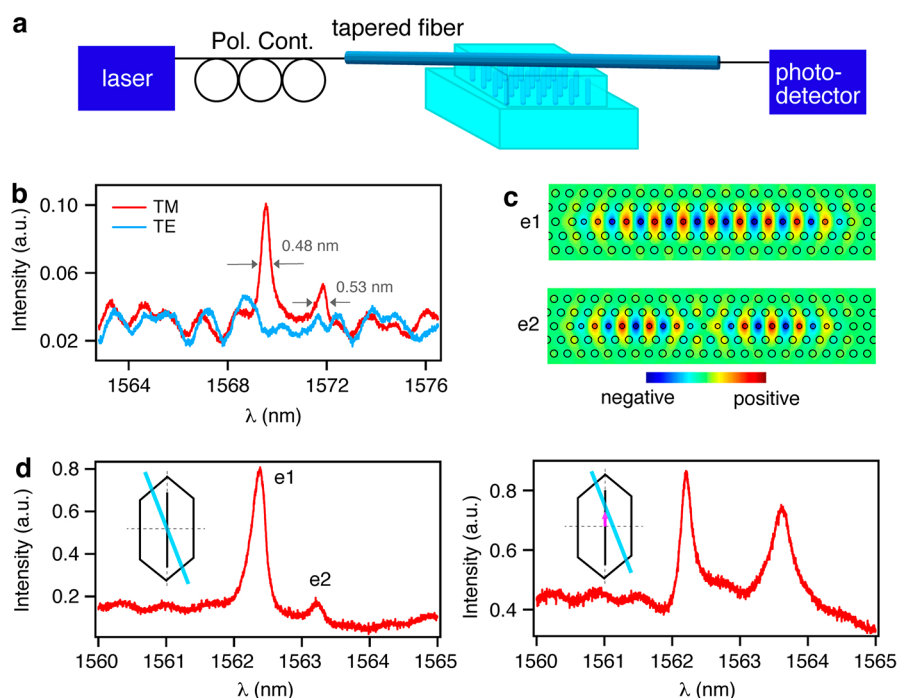 a
laser
Pol. Cont.
tapered fiber
photo-
detector
b
Intensity (a.u.)
0.10
0.06
0.02
TM
TE
0.48 nm
0.53 nm
1564
1568
1572
1576
λ (nm)
c
e1
e2
negative
positive
d
Intensity (a.u.)
0.8
0.6
0.4
0.2
e1
e2
1560
1561
1562
1563
1564
1565
λ (nm)
Intensity (a.u.)
0.8
0.6
0.4
1560
1561
1562
1563
1564
1565
λ (nm)